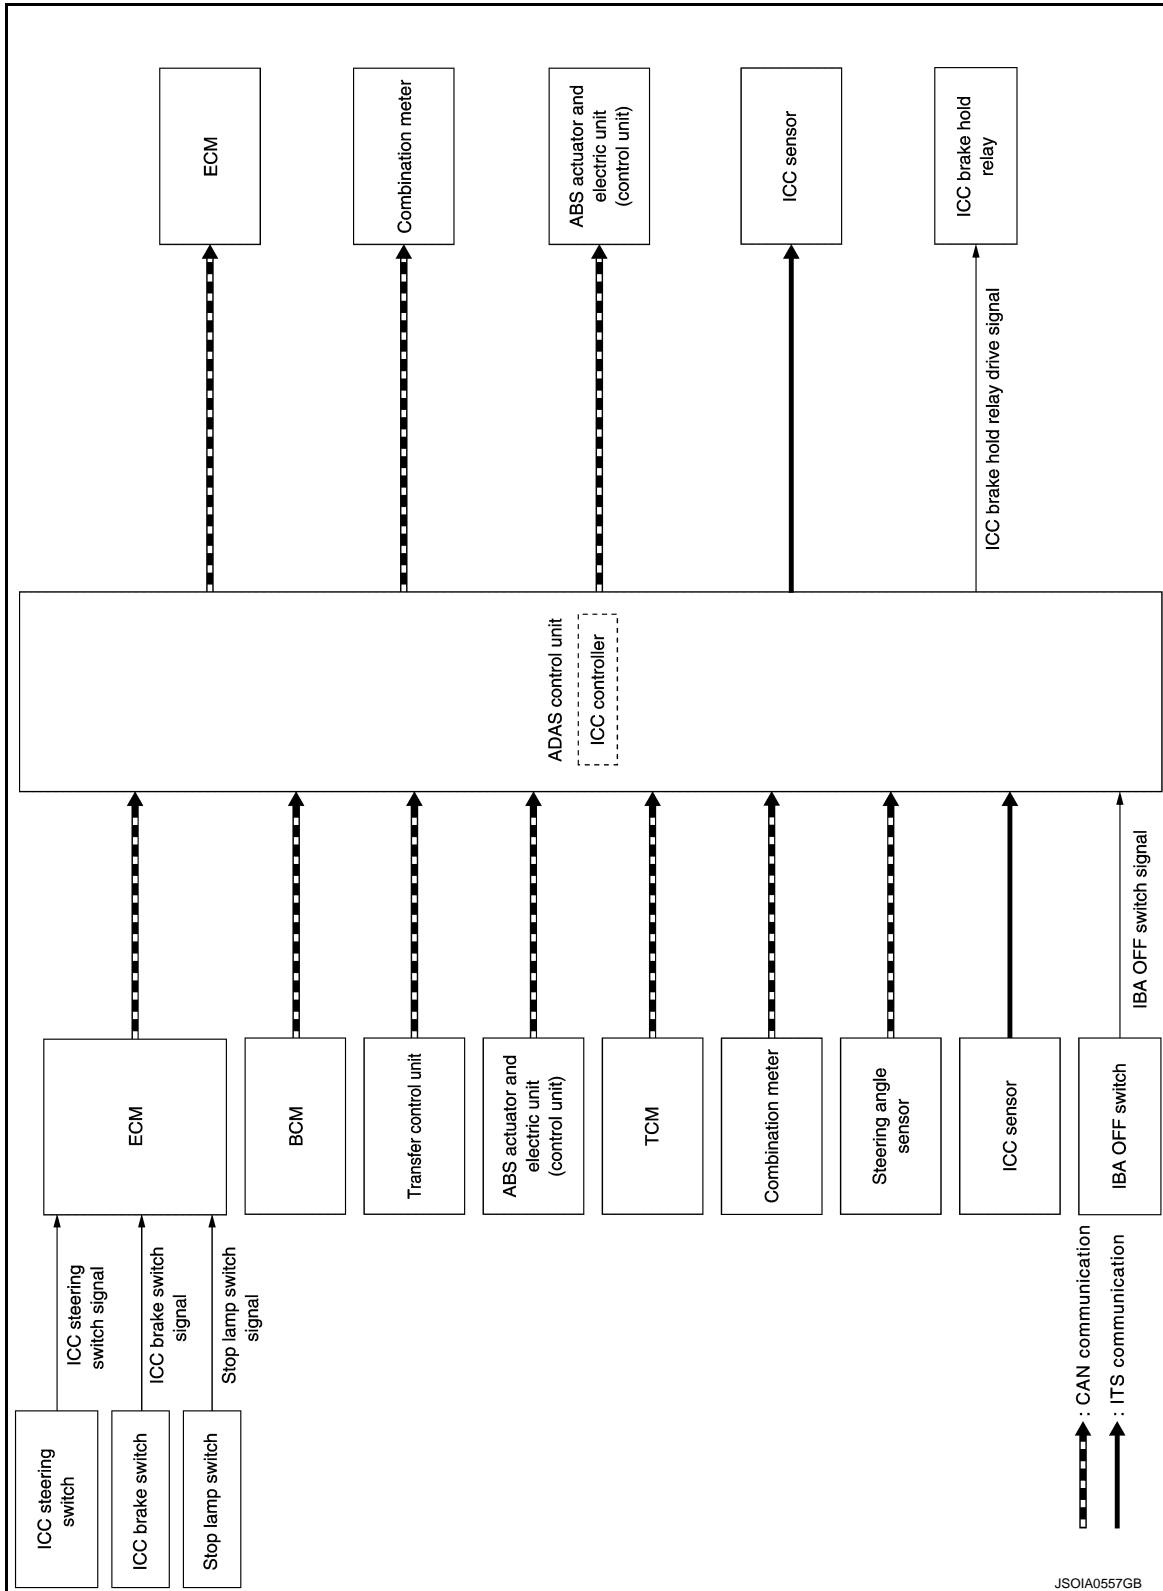 ICC steering
switch
ICC brake switch
Stop lamp switch
ICC steering
switch signal
ICC brake switch
signal
Stop lamp switch
signal
ECM
BCM
Transfer control unit
ABS actuator and
electric unit
(control unit)
TCM
Combination meter
Steering angle
sensor
ICC sensor
IBA OFF switch
IBA OFF switch signal
ADAS control unit
ICC controller
ECM
Combination meter
ABS actuator and
electric unit
(control unit)
ICC sensor
ICC brake hold
relay
ICC brake hold relay drive signal
: CAN communication
: ITS communication
JSOIA0557GB